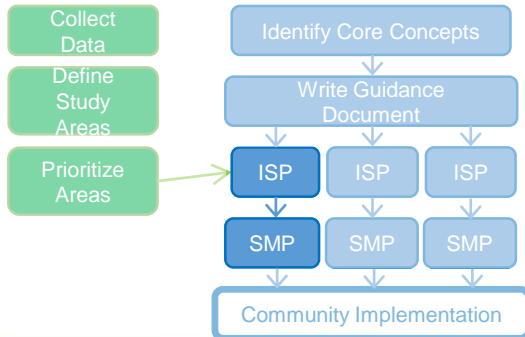 Collect
Data
Define
Study
Areas
Prioritize
Areas
Identify Core Concepts
Write Guidance
Document
ISP
ISP
ISP
SMP
SMP
SMP
Community Implementation